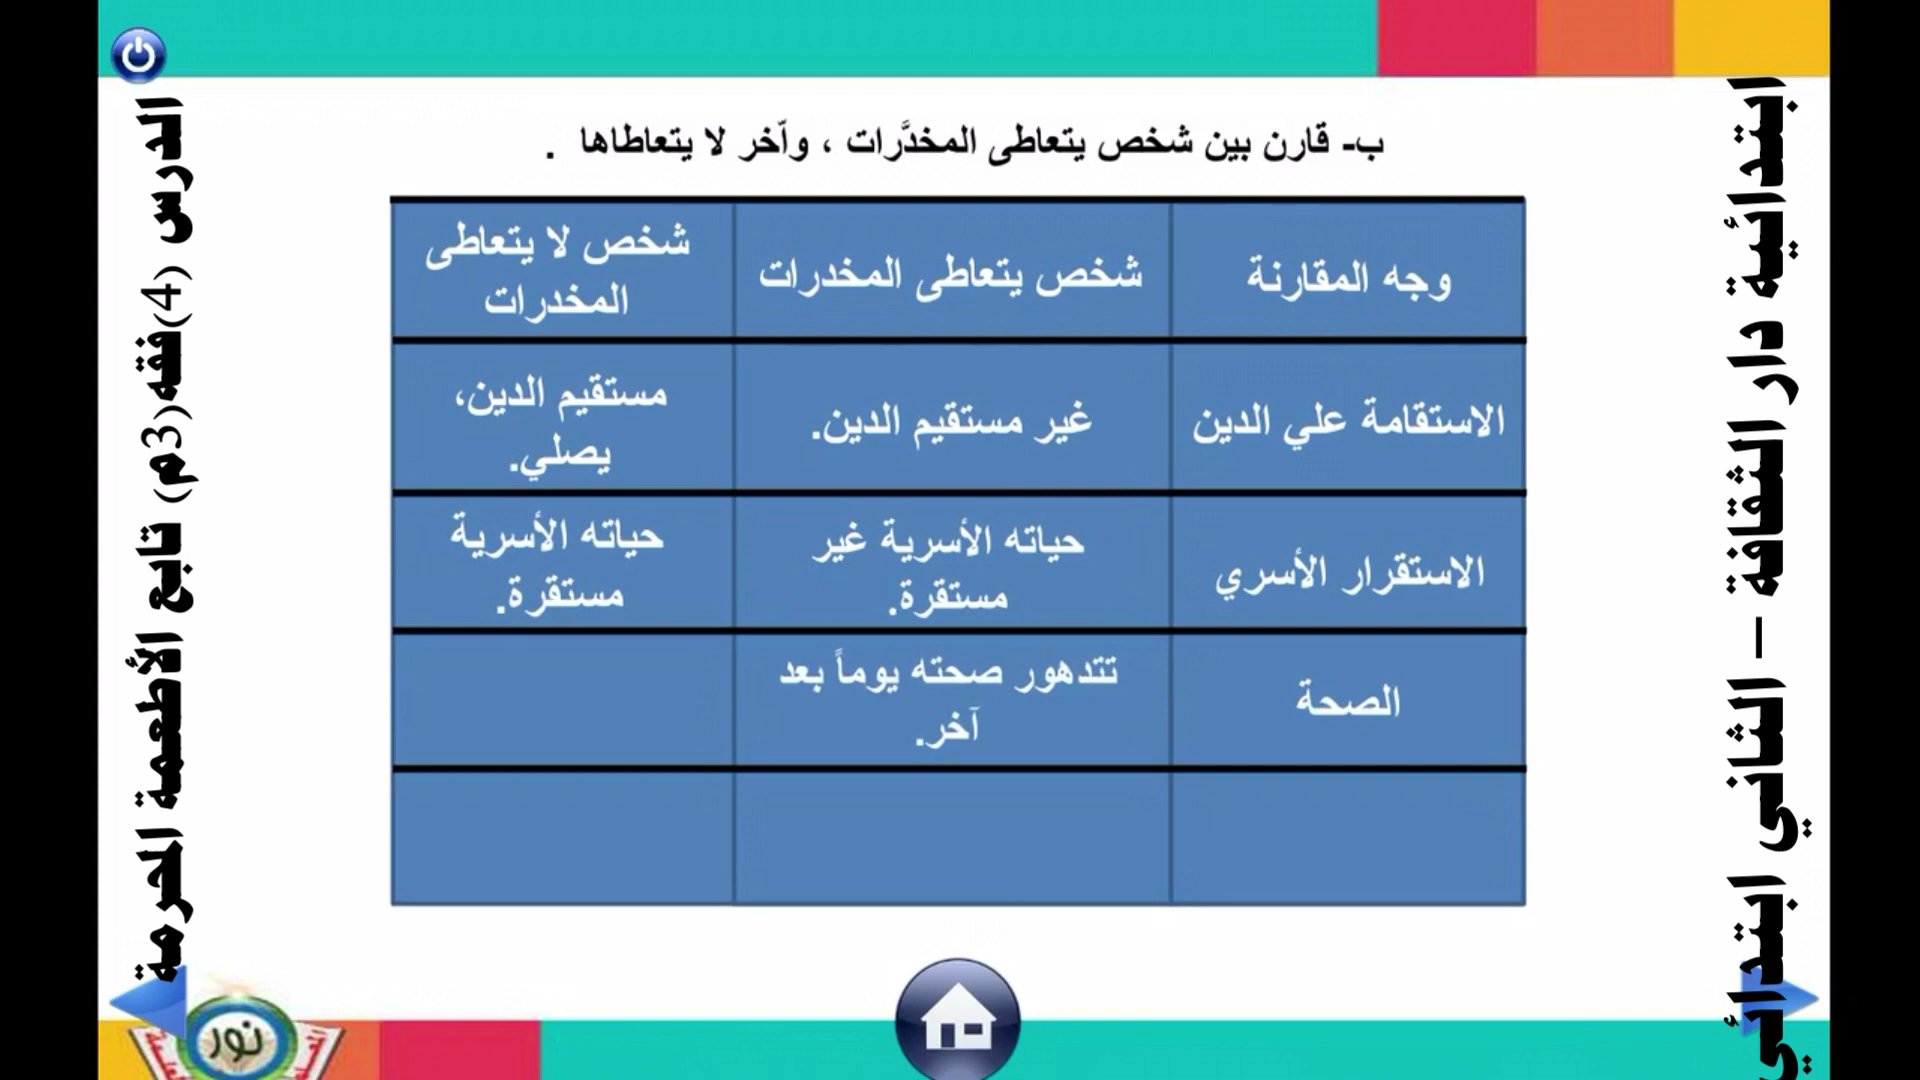 ب- قارن بين شخص يتعاطى المخدَّرات ، وآخر لا يتعاطاها .
وجه المقارنة
شخص يتعاطى المخدرات
شخص لا يتعاطى
المخدرات
الاستقامة علي الدين
غير مستقيم الدين.
مستقيم الدين،
يصلي.
الاستقرار الأسري
حياته الأسرية غير
مستقرة.
حياته الأسرية
مستقرة.
الصحة
تتدهور صحته يوماً بعد
آخر.
ابتدائية دار الثقافة – الثاني ابتدائي
الدرس (4)فقه(3م) تابع الأطعمة المحرمة
نور